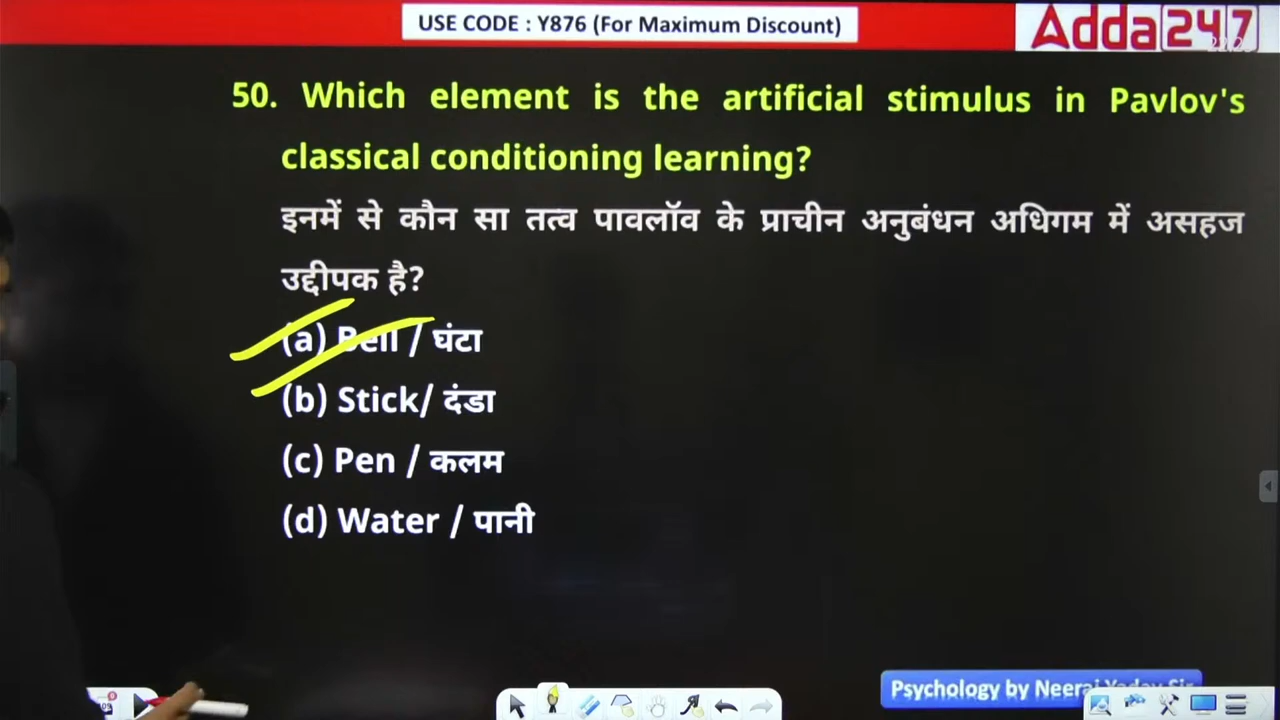 USE CODE : Y876 (For Maximum Discount)
Adda247
50. Which element is the artificial stimulus in Pavlov's
classical conditioning learning?
इनमें से कौन सा तत्व पावलॉव के प्राचीन अनुबंधन अधिगम में असहज
उद्दीपक है?
(a) Bell / घंटा
(b) Stick/ दंडा
(c) Pen / कलम
(d) Water / पानी
Psychology by Neeraj Yadav Sir